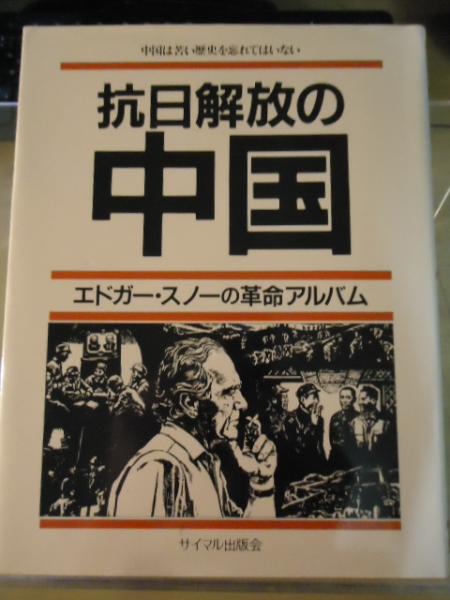 中国は苦い歴史を忘れてはいない
抗日解放の
中国
エドガー・スノーの革命アルバム
サイマル出版会